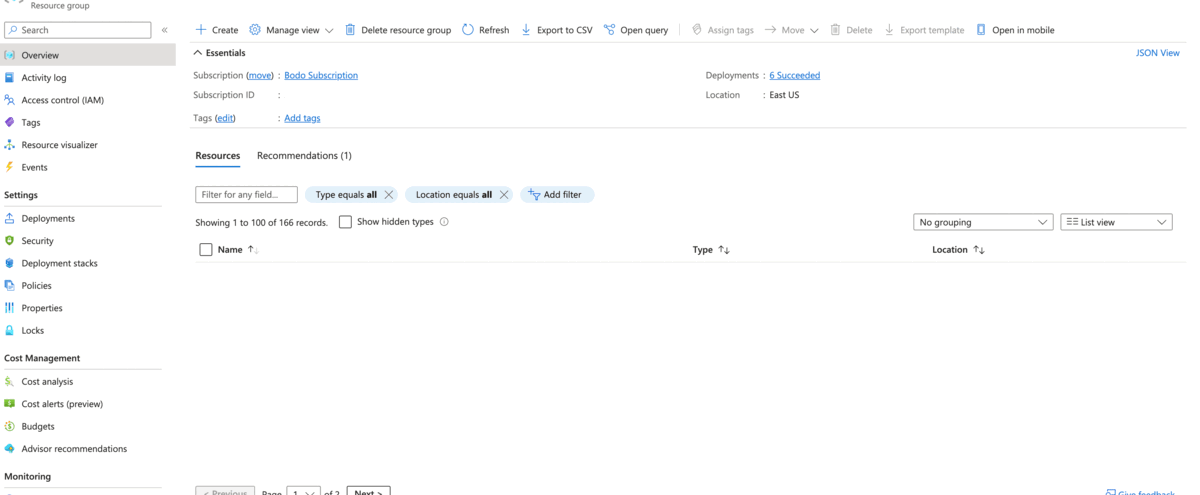 Resource group
Search «
Create Manage view Delete resource group Refresh Export to CSV Open query Assign tags Move Delete Export template Open in mobile
Overview
Activity log
Access control (IAM)
Tags
Resource visualizer
Events
Settings
Deployments
Security
Deployment stacks
Policies
Properties
Locks
Cost Management
Cost analysis
Cost alerts (preview)
Budgets
Advisor recommendations
Monitoring
Essentials JSON View
Subscription (move) : Bodo Subscription Deployments : 6 Succeeded
Subscription ID : Location : East US
Tags (edit) : Add tags
Resources Recommendations (1)
Filter for any field... Type equals all Location equals all Add filter
Showing 1 to 100 of 166 records. Show hidden types No grouping List view
Name Type Location
< Previous Page 1 of 2 Next > Give feedback